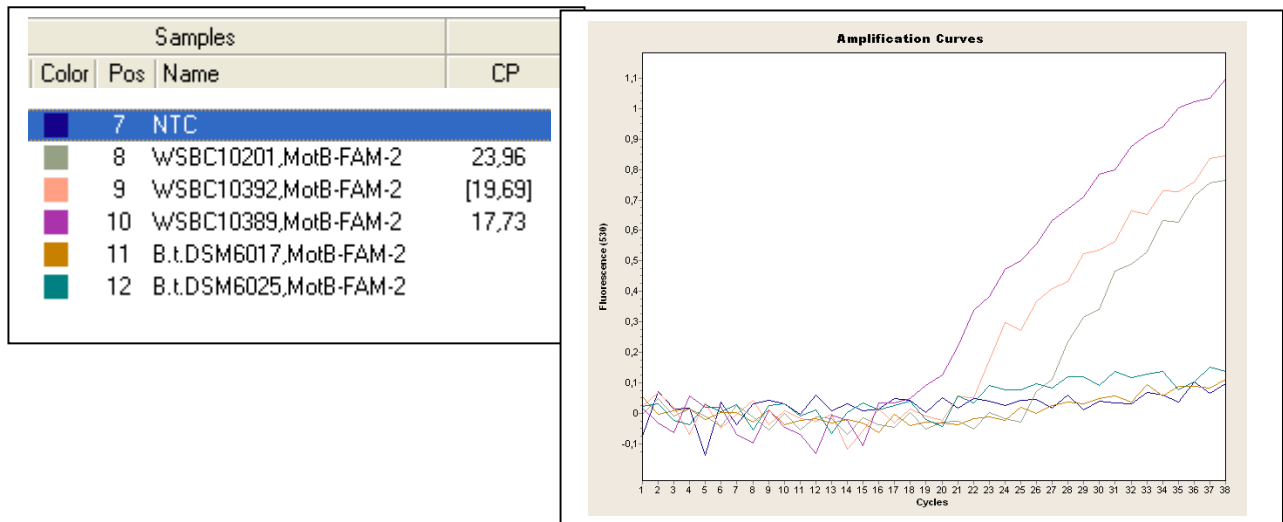 Samples
Color Pos Name CP
7 NTC
8 WSBC10201,MotB-FAM-2 23,96
9 WSBC10392,MotB-FAM-2 [19,69]
10 WSBC10389,MotB-FAM-2 17,73
11 B.t.DSM6017,MotB-FAM-2
12 B.t.DSM6025,MotB-FAM-2
Amplification Curves
1,1
1
0,9
0,8
0,7
0,6
0,5
0,4
0,3
0,2
0,1
0
-0,1
Fluorescence (530)
1 2 3 4 5 6 7 8 9 10 11 12 13 14 15 16 17 18 19 20 21 22 23 24 25 26 27 28 29 30 31 32 33 34 35 36 37 38
Cycles